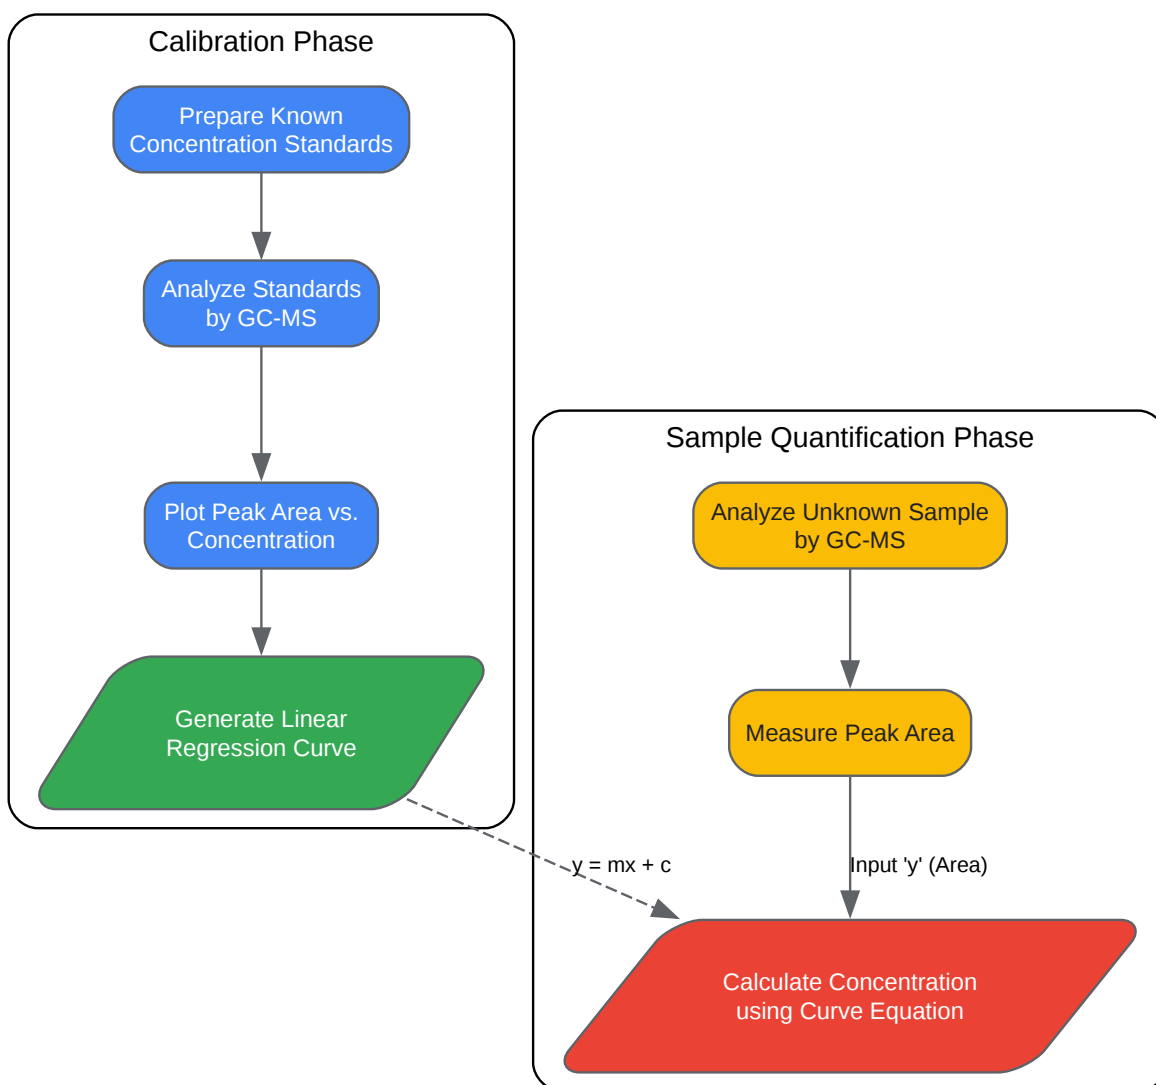 Calibration Phase
Prepare Known
Concentration Standards
Analyze Standards
by GC-MS
Plot Peak Area vs.
Concentration
Generate Linear
Regression Curve
y = mx + c
Sample Quantification Phase
Analyze Unknown Sample
by GC-MS
Measure Peak Area
Input 'y' (Area)
Calculate Concentration
using Curve Equation